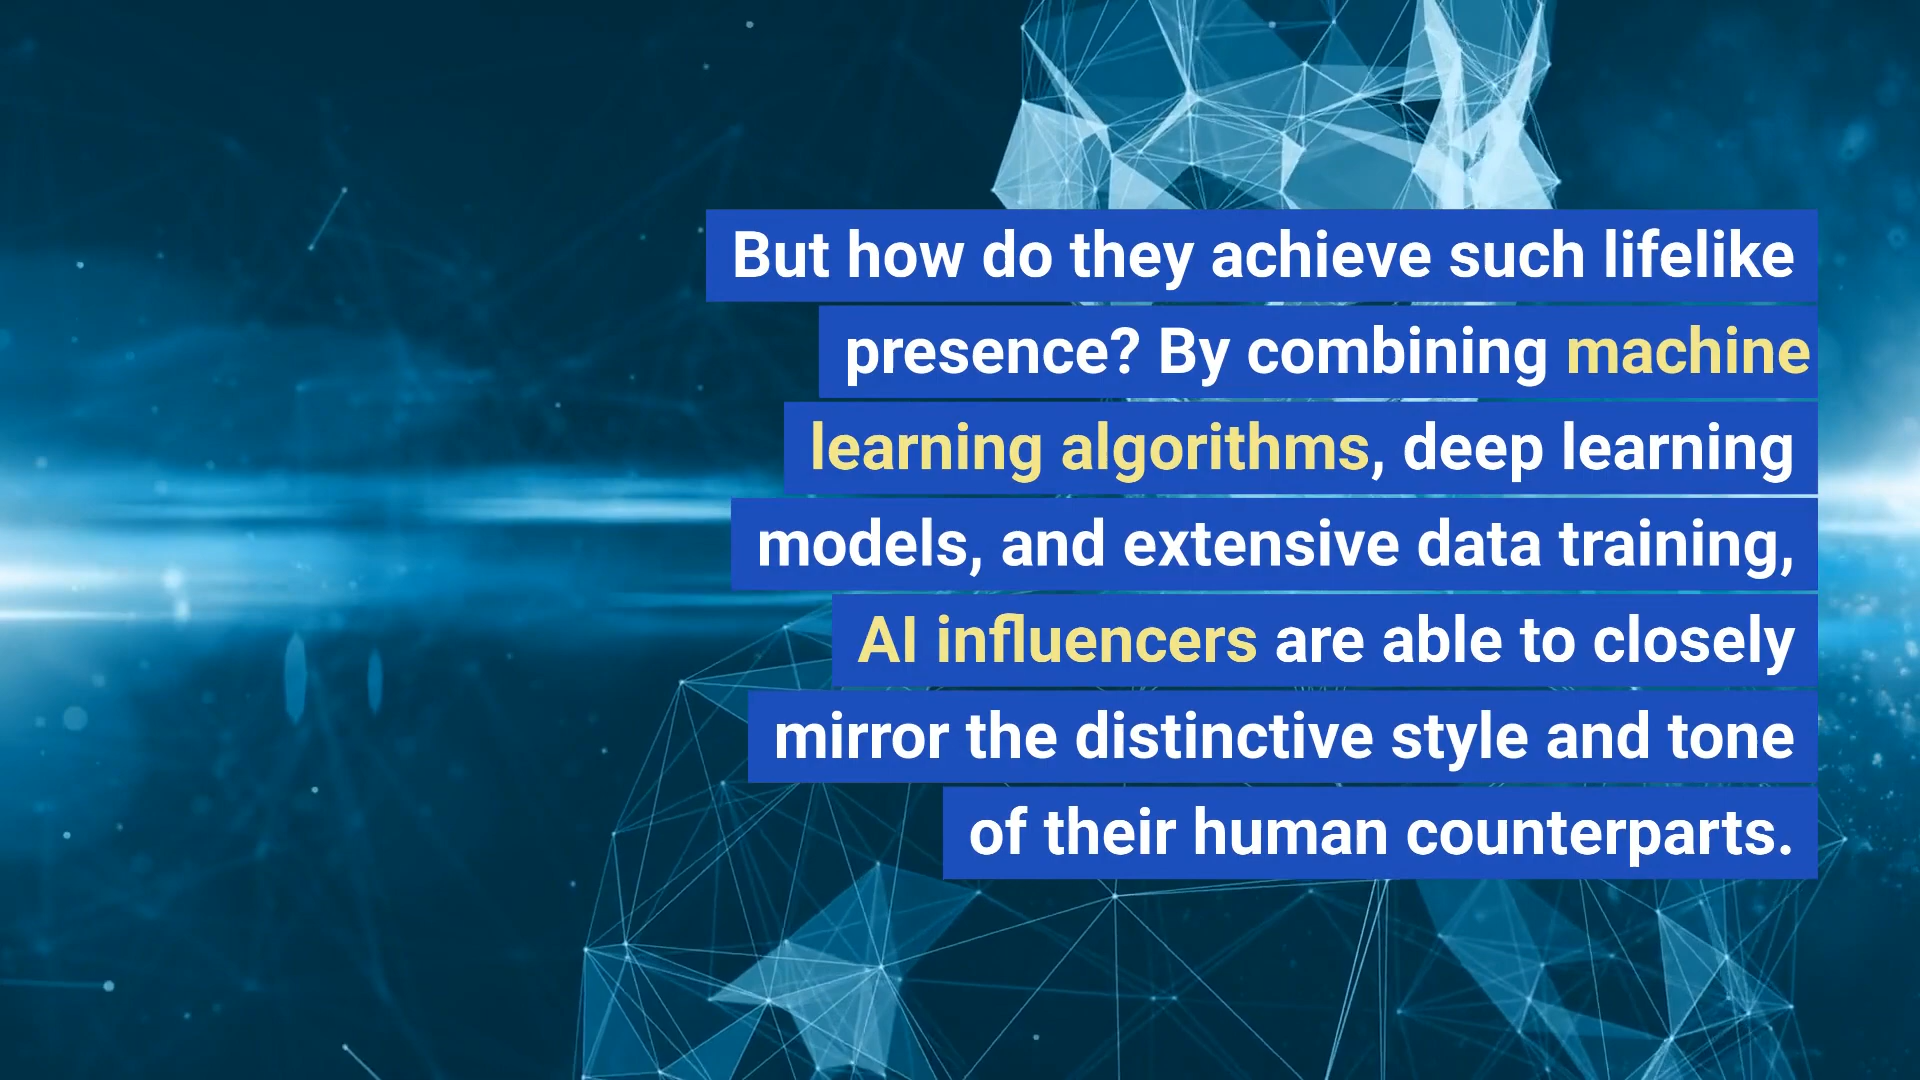 But how do they achieve such lifelike
presence? By combining machine
learning algorithms, deep learning
models, and extensive data training,
AI influencers are able to closely
mirror the distinctive style and tone
of their human counterparts.